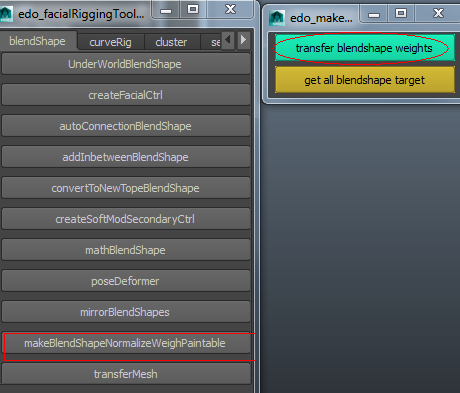 edo_facialRiggingTool...
blendShape
curveRig
cluster
se
UnderWorldBlendShape
createFacialCtrl
autoConnectionBlendShape
addInbetweenBlendShape
convertToNewTopeBlendShape
createSoftModSecondaryCtrl
mathBlendShape
poseDeformer
mirrorBlendShapes
makeBlendShapeNormalizeWeighPaintable
transferMesh
edo_make...
transfer blendshape weights
get all blendshape target